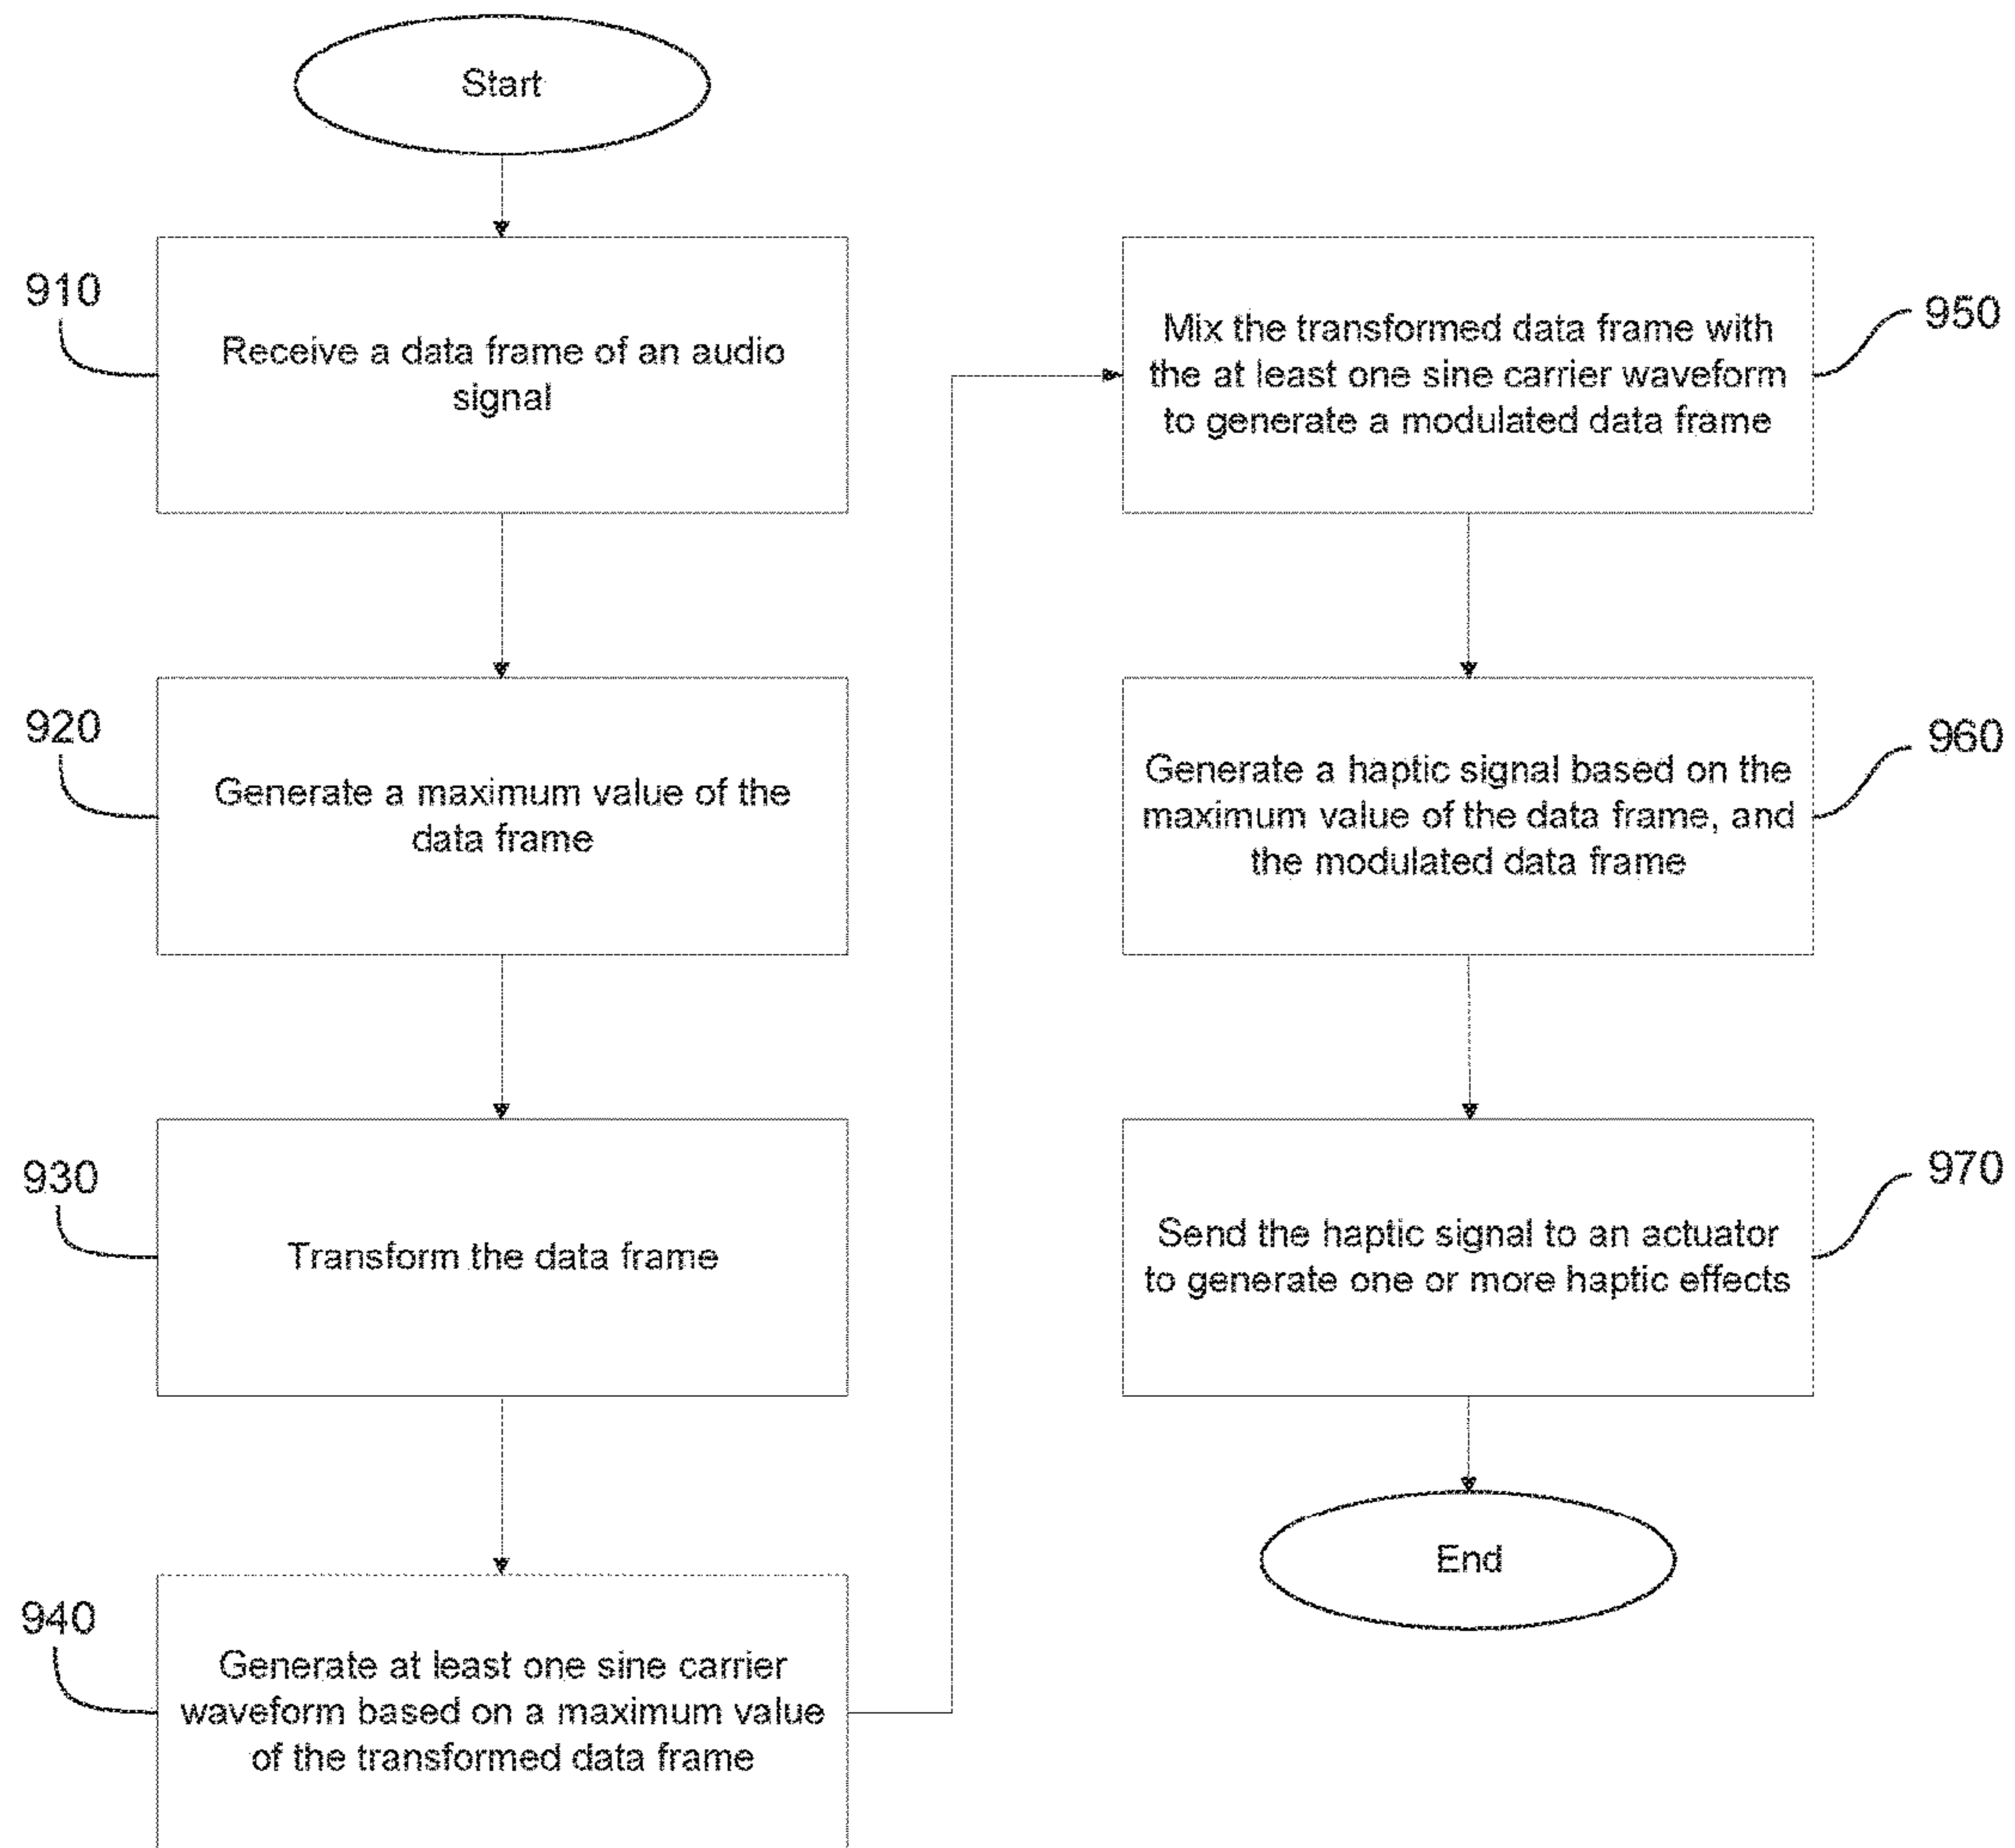 Start
910
Receive a data frame of an audio
signal
920
Generate a maximum value of the
data frame
930
Transform the data frame
940
Generate at least one sine carrier
waveform based on a maximum value
of the transformed data frame
950
Mix the transformed data frame with
the at least one sine carrier waveform
to generate a modulated data frame
960
Generate a haptic signal based on the
maximum value of the data frame, and
the modulated data frame
970
Send the haptic signal to an actuator
to generate one or more haptic effects
End